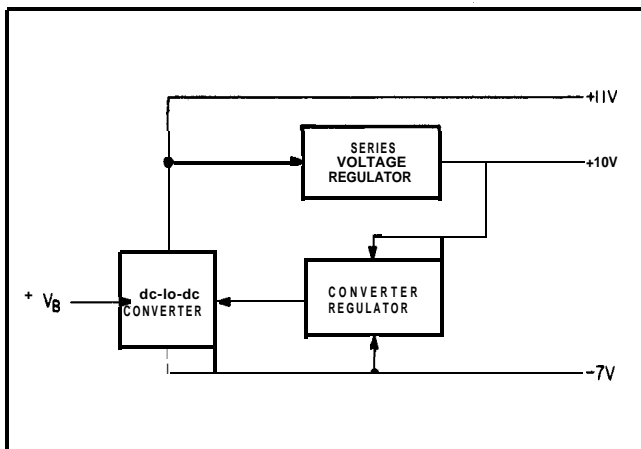 +11V
SERIES
VOLTAGE
REGULATOR
+10V
dc-lo-dc
CONVERTER
+ VB
CONVERTER
REGULATOR
-7V